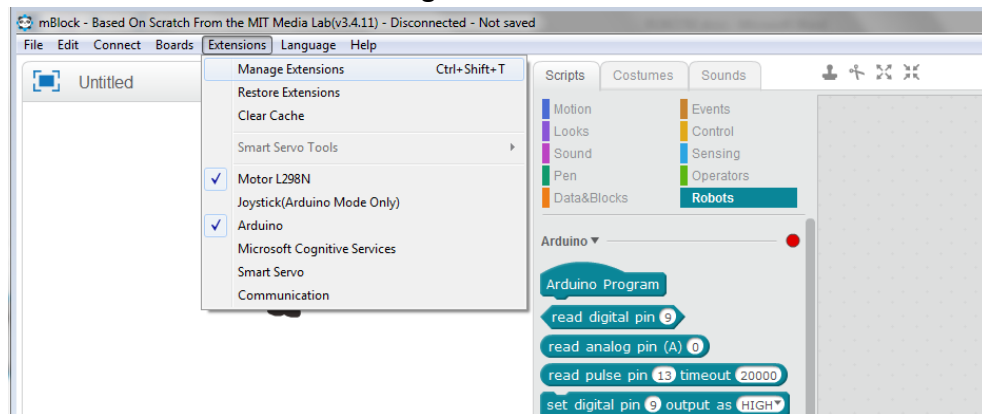 mBlock - Based On Scratch From the MIT Media Lab(v3.4.11) - Disconnected - Not saved
File Edit Connect Boards Extensions Language Help
Untitled
Manage Extensions Ctrl+Shift+T
Restore Extensions
Clear Cache
Smart Servo Tools
Motor L298N
Joystick(Arduino Mode Only)
Arduino
Microsoft Cognitive Services
Smart Servo
Communication
Scripts Costumes Sounds
Motion Events
Looks Control
Sound Sensing
Pen Operators
Data&Blocks Robots
Arduino
Arduino Program
read digital pin 9
read analog pin (A) 0
read pulse pin 13 timeout 20000
set digital pin 9 output as HIGH